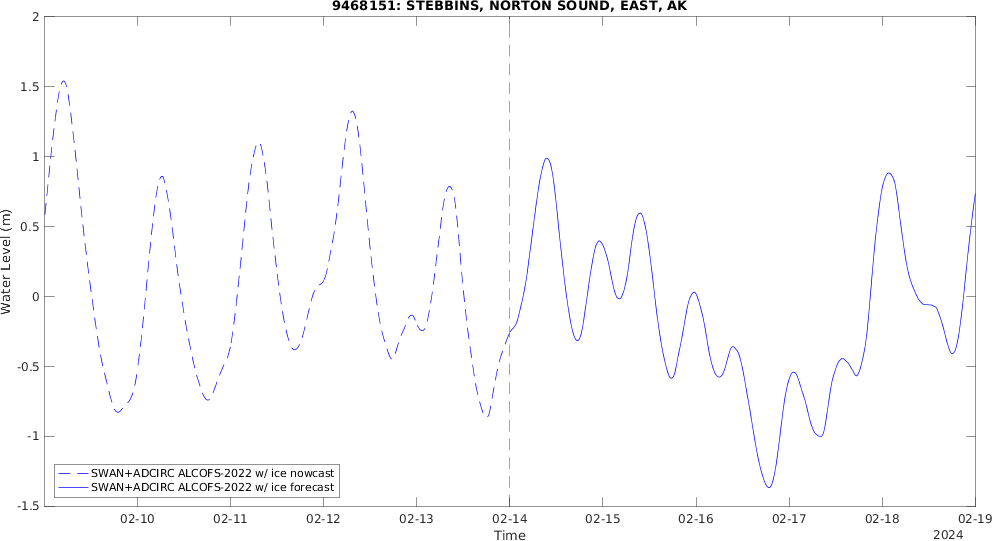 9468151: STEBBINS, NORTON SOUND, EAST, AK
Water Level (m)
2
1.5
1
0.5
0
-0.5
-1
-1.5
SWAN+ADCIRC ALCOFS-2022 w/ ice nowcast
SWAN+ADCIRC ALCOFS-2022 w/ ice forecast
02-10 02-11 02-12 02-13 02-14 02-15 02-16 02-17 02-18 02-19
Time
2024